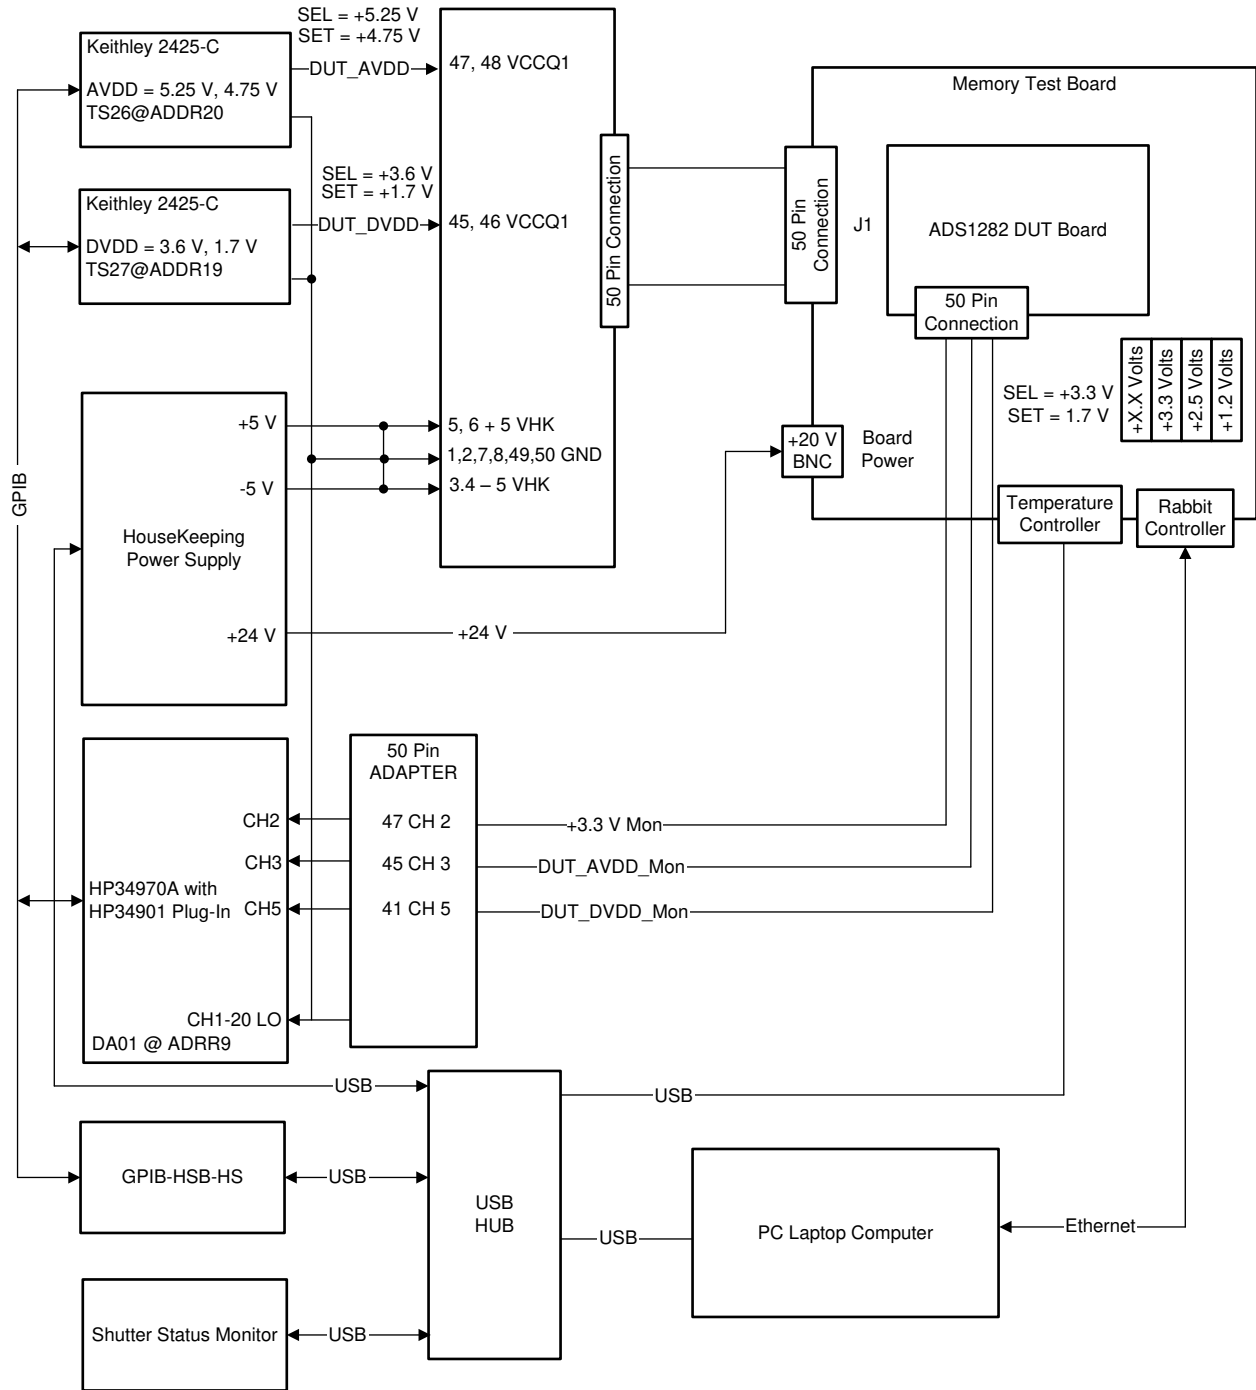 SEL = +5.25 V
SET = +4.75 V
Keithley 2425-C
AVDD = 5.25 V, 4.75 V
TS26@ADDR20
DUT_AVDD
47, 48 VCCQ1
SEL = +3.6 V
SET = +1.7 V
Keithley 2425-C
DVDD = 3.6 V, 1.7 V
TS27@ADDR19
DUT_DVDD
45, 46 VCCQ1
50 Pin Connection
50 Pin
Connection
J1
Memory Test Board
ADS1282 DUT Board
50 Pin
Connection
SEL = +3.3 V
SET = 1.7 V
+X.X Volts
+3.3 Volts
+2.5 Volts
+1.2 Volts
GPIB
+5 V
-5 V
HouseKeeping
Power Supply
+24 V
5, 6 + 5 VHK
1,2,7,8,49,50 GND
3.4 – 5 VHK
+24 V
+20 V
BNC
Board
Power
Temperature
Controller
Rabbit
Controller
CH2
CH3
HP34970A with
HP34901 Plug-In
CH5
CH1-20 LO
DA01 @ ADRR9
50 Pin
ADAPTER
47 CH 2
45 CH 3
41 CH 5
+3.3 V Mon
DUT_AVDD_Mon
DUT_DVDD_Mon
USB
USB
GPIB-HSB-HS
USB
USB
HUB
USB
PC Laptop Computer
Ethernet
Shutter Status Monitor
USB